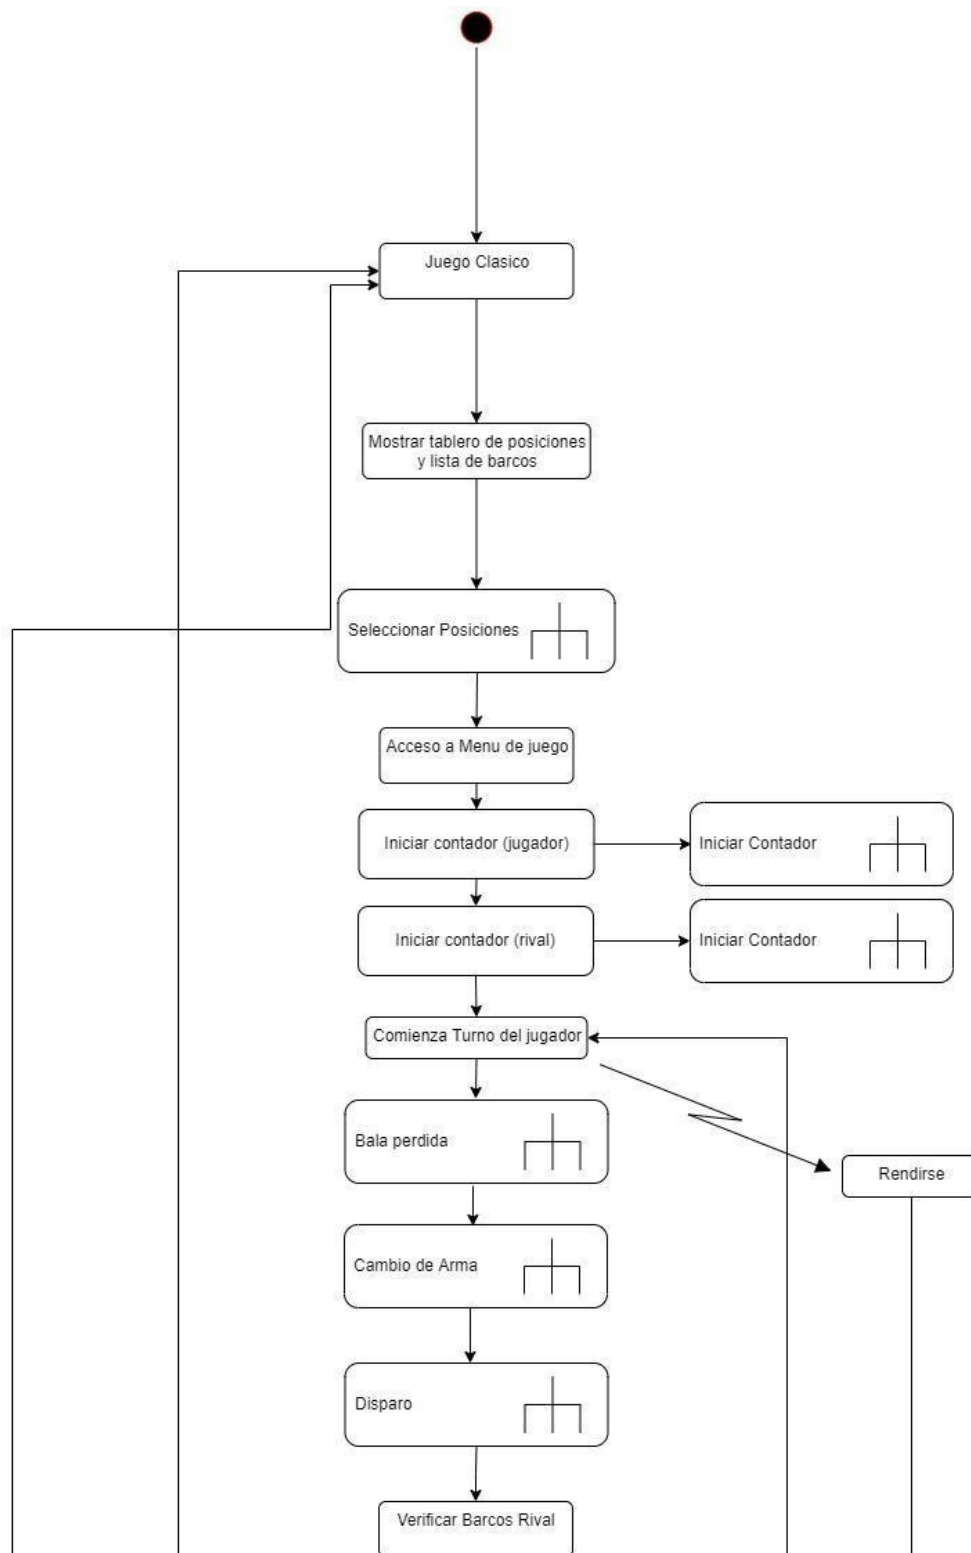 Juego Clasico
Mostrar tablero de posiciones
y lista de barcos
Seleccionar Posiciones
Acceso a Menu de juego
Iniciar contador (jugador)
Iniciar Contador
Iniciar contador (rival)
Iniciar Contador
Comienza Turno del jugador
Bala perdida
Rendirse
Cambio de Arma
Disparo
Verificar Barcos Rival